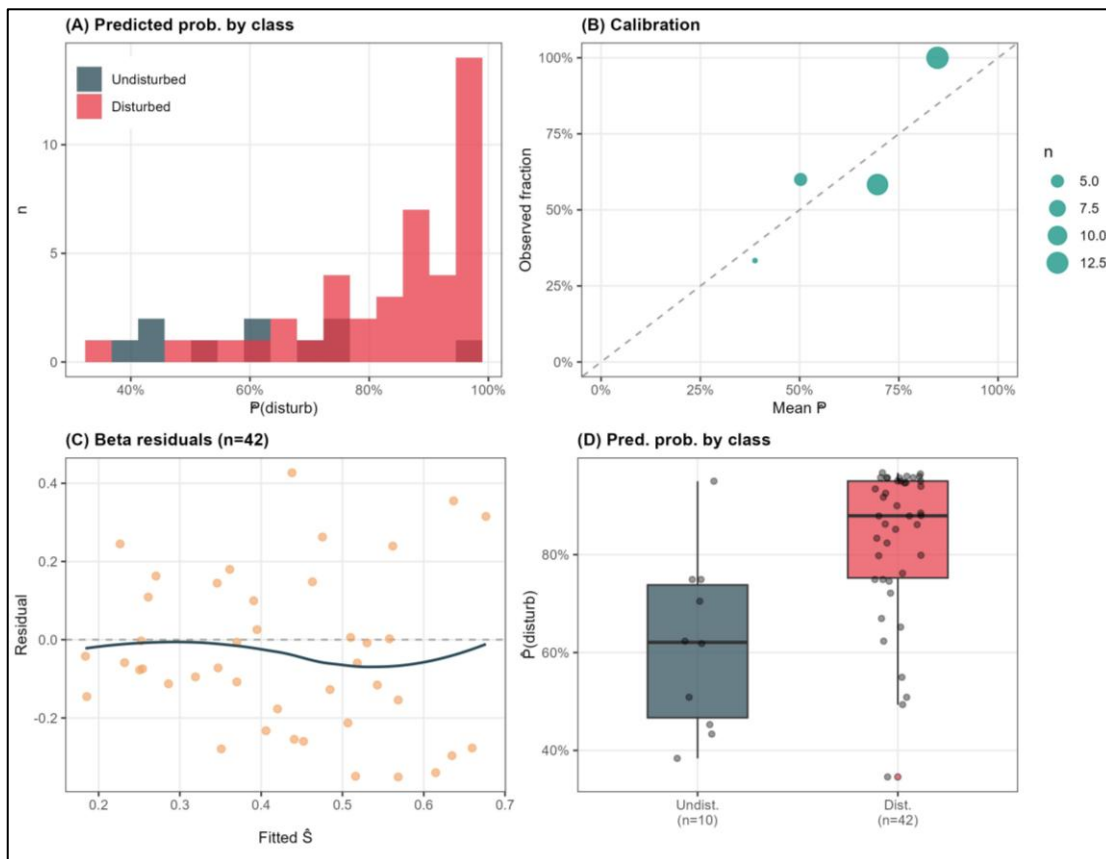 (A) Predicted prob. by class
Undisturbed
Disturbed
n
10
5
0
40%
60%
80%
100%
P(disturb)
(B) Calibration
100%
75%
50%
25%
0%
Observed fraction
0%
25%
50%
75%
100%
Mean P
n
5.0
7.5
10.0
12.5
(C) Beta residuals (n=42)
0.4
0.2
0.0
-0.2
Residual
0.2
0.3
0.4
0.5
0.6
0.7
Fitted Ŝ
(D) Pred. prob. by class
80%
60%
40%
P̂(disturb)
Undist.
(n=10)
Dist.
(n=42)